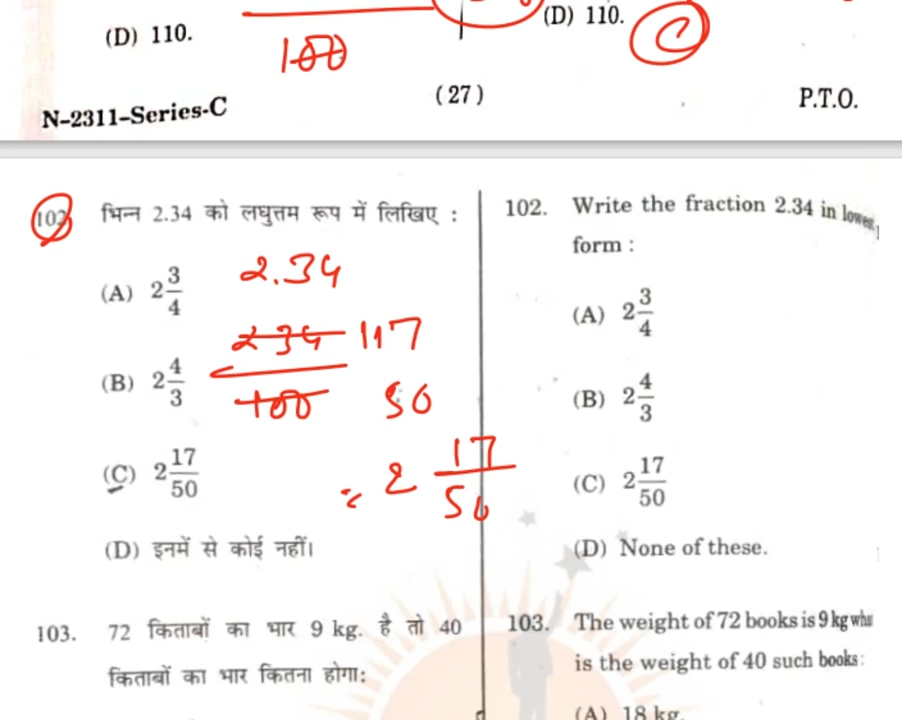 (D) 110.
100
(D) 110.
C
N-2311-Series-C
(27)
P.T.O.
102 भिन्न 2.34 को लघुत्तम रूप में लिखिए :
2.34
(A) 2 3/4
234 117
100 50
(B) 2 4/3
= 2 17/50
(C) 2 17/50
(D) इनमें से कोई नहीं।
103. 72 किताबों का भार 9 kg. है तो 40
किताबों का भार कितना होगा:
102. Write the fraction 2.34 in lowes
form :
(A) 2 3/4
(B) 2 4/3
(C) 2 17/50
(D) None of these.
103. The weight of 72 books is 9 kg wha
is the weight of 40 such books:
(A) 18 kg.